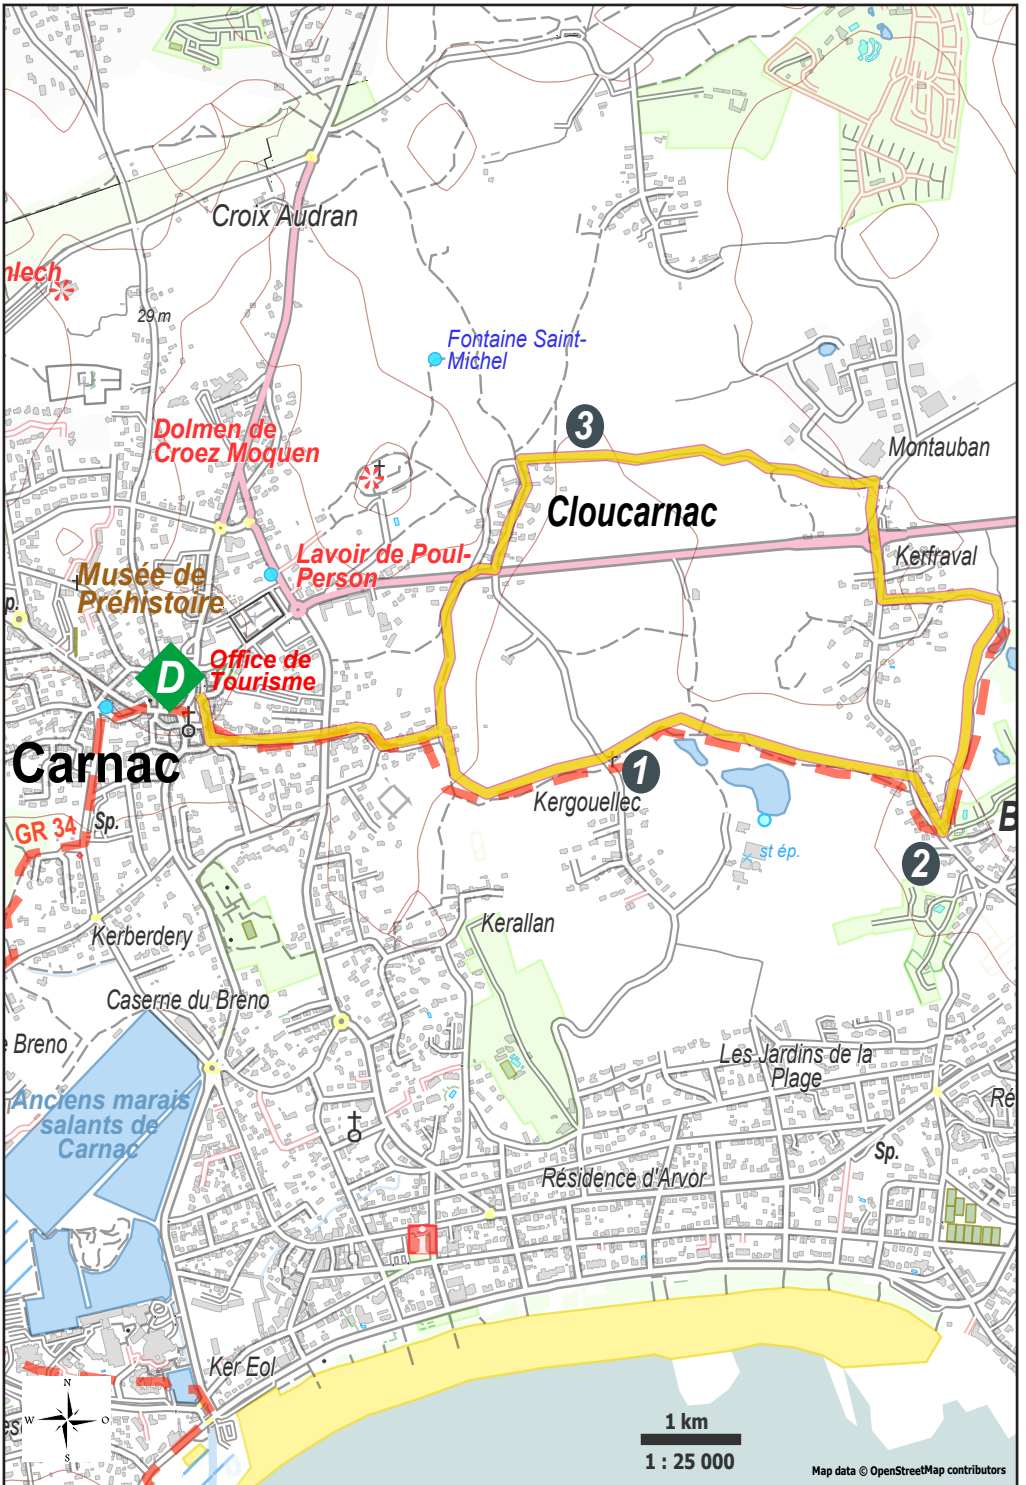 Croix Audran
nlech
29 m
Fontaine Saint-
Michel
3
Dolmen de
Croez Moquen
Montauban
Cloucarnac
Lavoir de Poul-
Person
Kerfraval
Musée de
Préhistoire
p.
D
Office de
Tourisme
Carnac
1
Kergouellec
GR 34
Sp.
B
2
st ép.
Kerallan
Kerberdery
Caserne du Breno
Breno
Les Jardins de la
Plage
Anciens marais
salants de
Carnac
Ré
Sp.
Résidence d'Arvor
i
Ker Eol
N
W
O
S
es
1 km
1 : 25 000
Map data © OpenStreetMap contributors